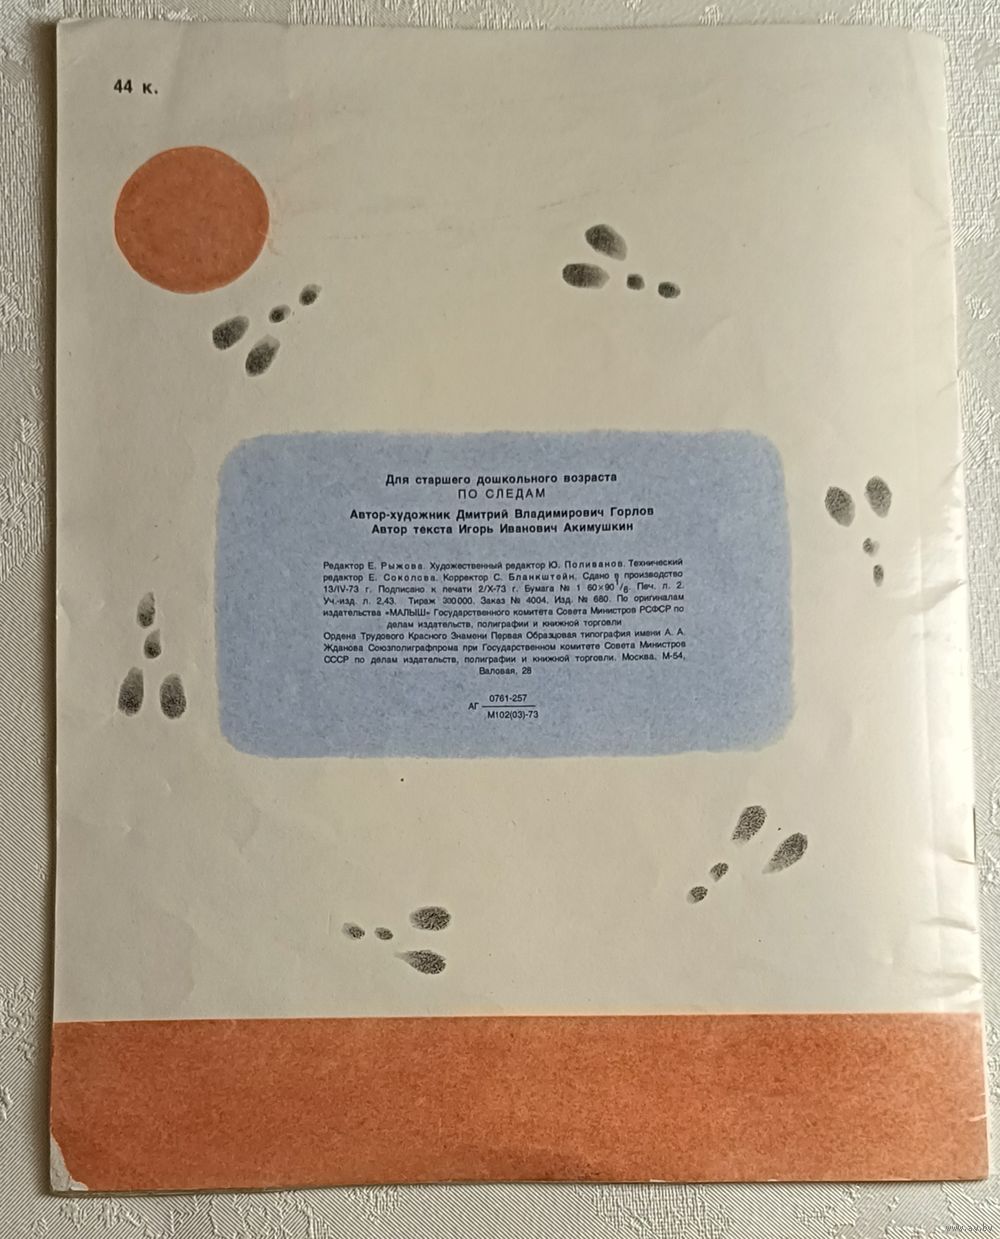 44 к.
Для старшего дошкольного возраста
ПО СЛЕДАМ
Автор-художник Дмитрий Владимирович Горлов
Автор текста Игорь Иванович Акимушкин
Редактор Е. Рыжова. Художественный редактор Ю. Поливанов. Технический
редактор Е. Соколова. Корректор С. Бланкштейн. Сдано в производство
13/IV-73 г. Подписано к печати 2/X-73 г. Бумага № 1 60×90 1/8. Печ. л. 2.
Уч.-изд. л. 2,43. Тираж 300000. Заказ № 4004. Изд. № 680. По оригиналам
издательства «МАЛЫШ» Государственного комитета Совета Министров РСФСР по
делам издательств, полиграфии и книжной торговли
Ордена Трудового Красного Знамени Первая Образцовая типография имени А. А.
Жданова Союзполиграфпрома при Государственном комитете Совета Министров
СССР по делам издательств, полиграфии и книжной торговли. Москва, М-54,
Валовая, 28
АГ 0761-257
М102(03)-73
www.av.by